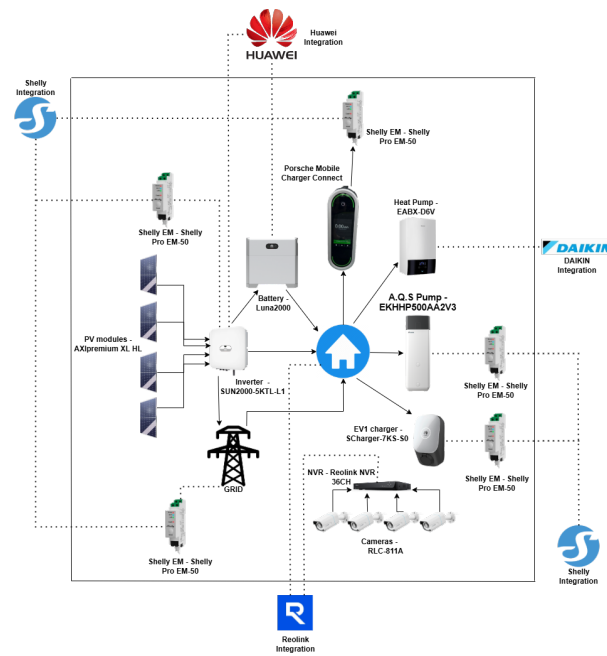 Huawei
Integration
HUAWEI
Shelly
Integration
Shelly EM - Shelly
Pro EM-50
Porsche Mobile
Charger Connect
Heat Pump -
EABX-D6V
Shelly EM - Shelly
Pro EM-50
DAIKIN
DAIKIN
Integration
Battery -
Luna2000
A.Q.S Pump -
EKHHP500AA2V3
PV modules -
AXIpremium XL HL
Inverter -
SUN2000-5KTL-L1
Shelly EM - Shelly
Pro EM-50
EV1 charger -
SCharger-7KS-S0
Shelly EM - Shelly
Pro EM-50
GRID
NVR - Reolink NVR
36CH
Cameras -
RLC-811A
Shelly EM - Shelly
Pro EM-50
Shelly
Integration
Reolink
Integration